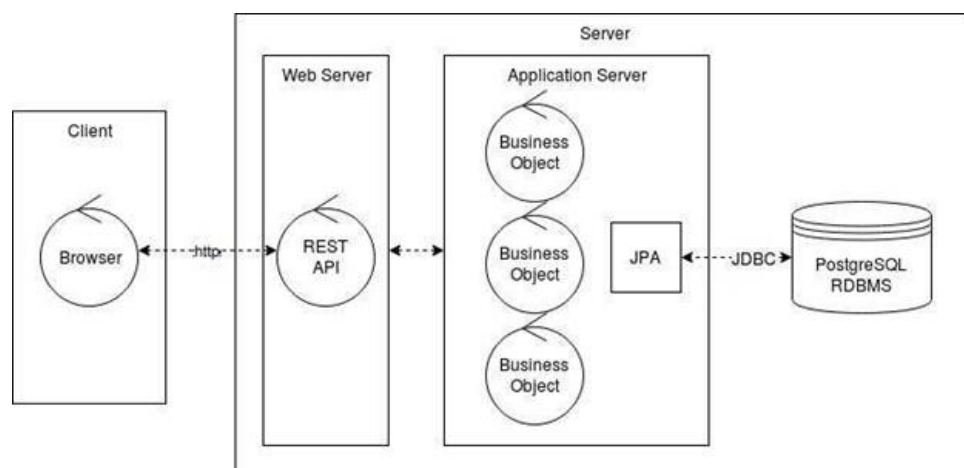 Server
Web Server
Application Server
Client
Business
Object
Browser
http
REST
API
Business
Object
JPA
JDBC
PostgreSQL
RDBMS
Business
Object